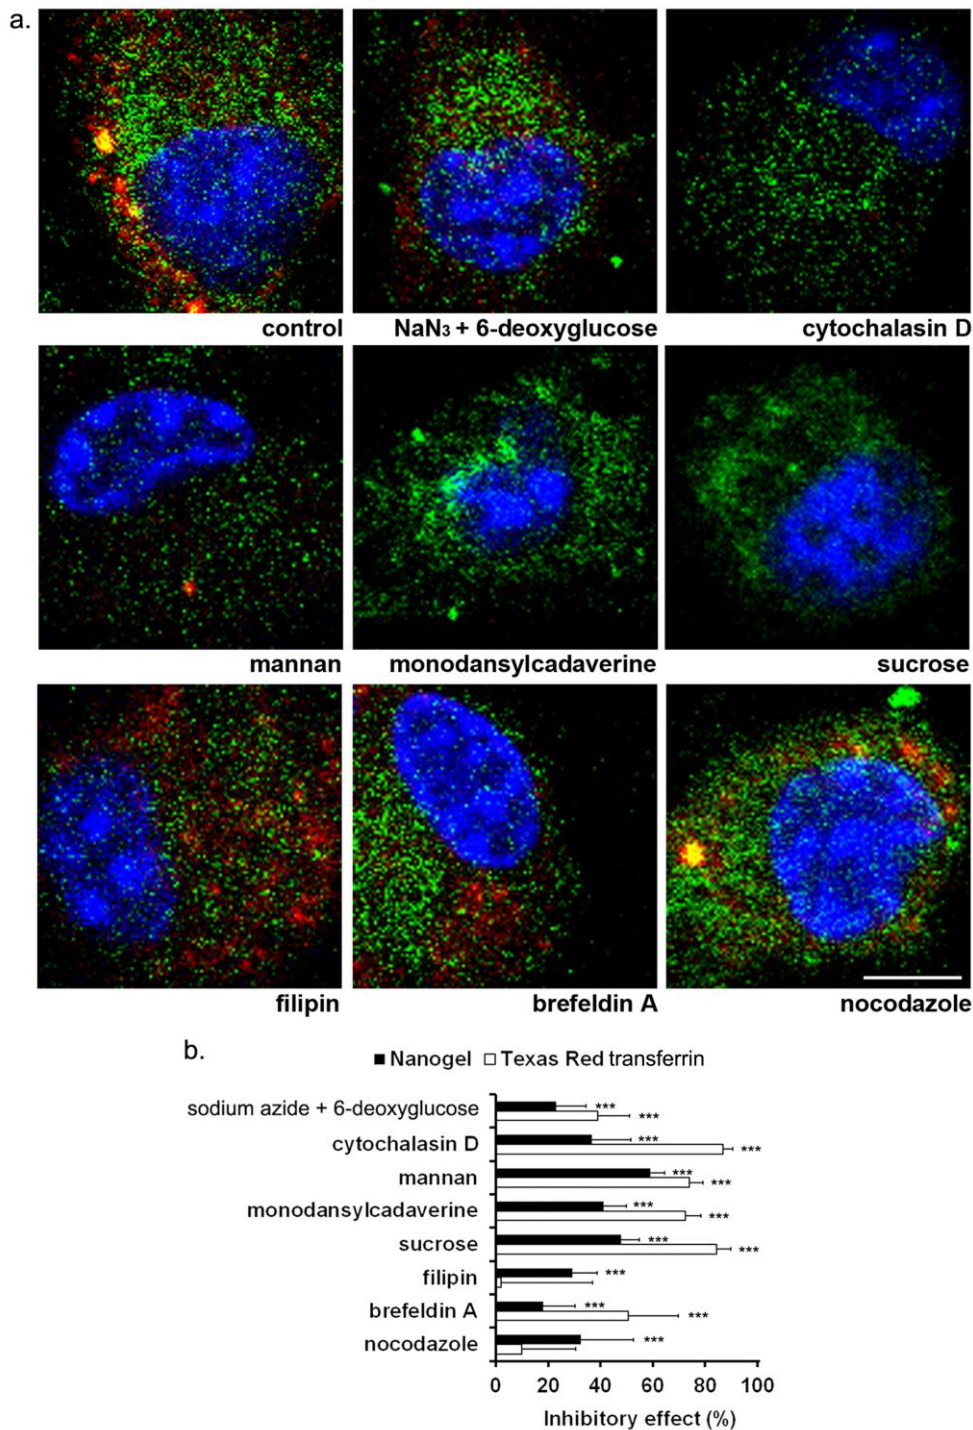 a.
control
NaN₃ + 6-deoxyglucose
cytochalasin D
mannan
monodansylcadaverine
sucrose
filipin
brefeldin A
nocodazole
b.
Nanogel Texas Red transferrin
sodium azide + 6-deoxyglucose
***
***
cytochalasin D
***
***
mannan
***
***
monodansylcadaverine
***
***
sucrose
***
***
filipin
***
brefeldin A
***
***
nocodazole
***
0 20 40 60 80 100
Inhibitory effect (%)